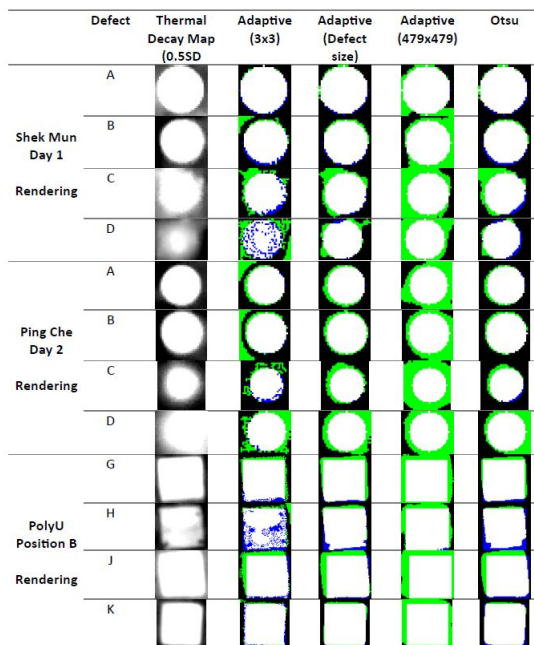 Defect Thermal Adaptive Adaptive Adaptive Otsu
Decay Map (3x3) (Defect (479x479)
(0.5SD size)
A
Shek Mun B
Day 1
Rendering C
D
A
Ping Che B
Day 2
Rendering C
D
G
PolyU H
Position B
Rendering J
K